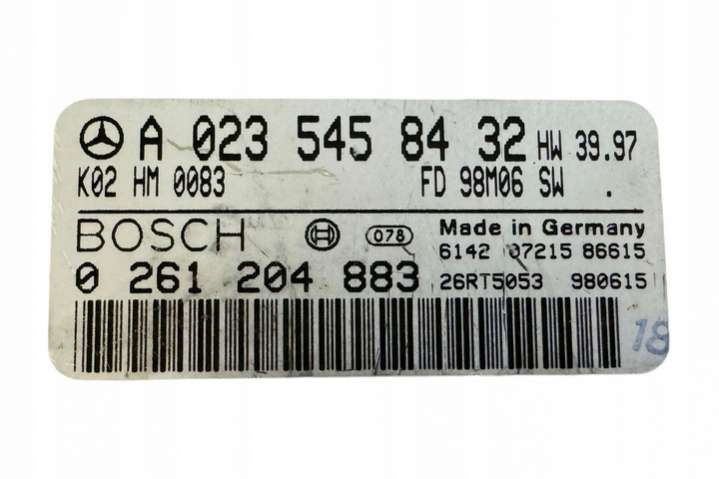 A 023 545 84 32 HW 39.97
K02 HM 0083 FD 98M06 SW .
BOSCH 078 Made in Germany
6142 07215 86615
0 261 204 883 26RT5053 980615
18